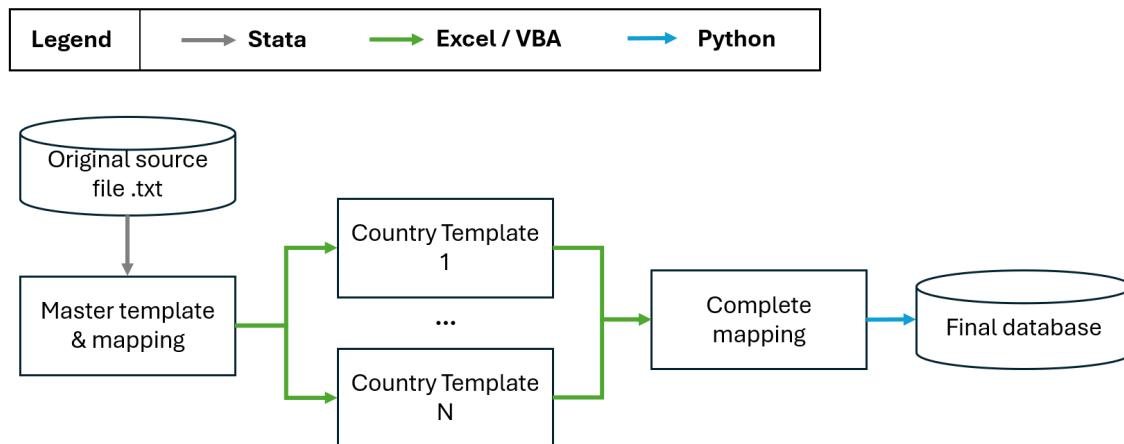 Legend
Stata
Excel / VBA
Python
Original source
file .txt
Master template
& mapping
Country Template
1
...
Country Template
N
Complete
mapping
Final database